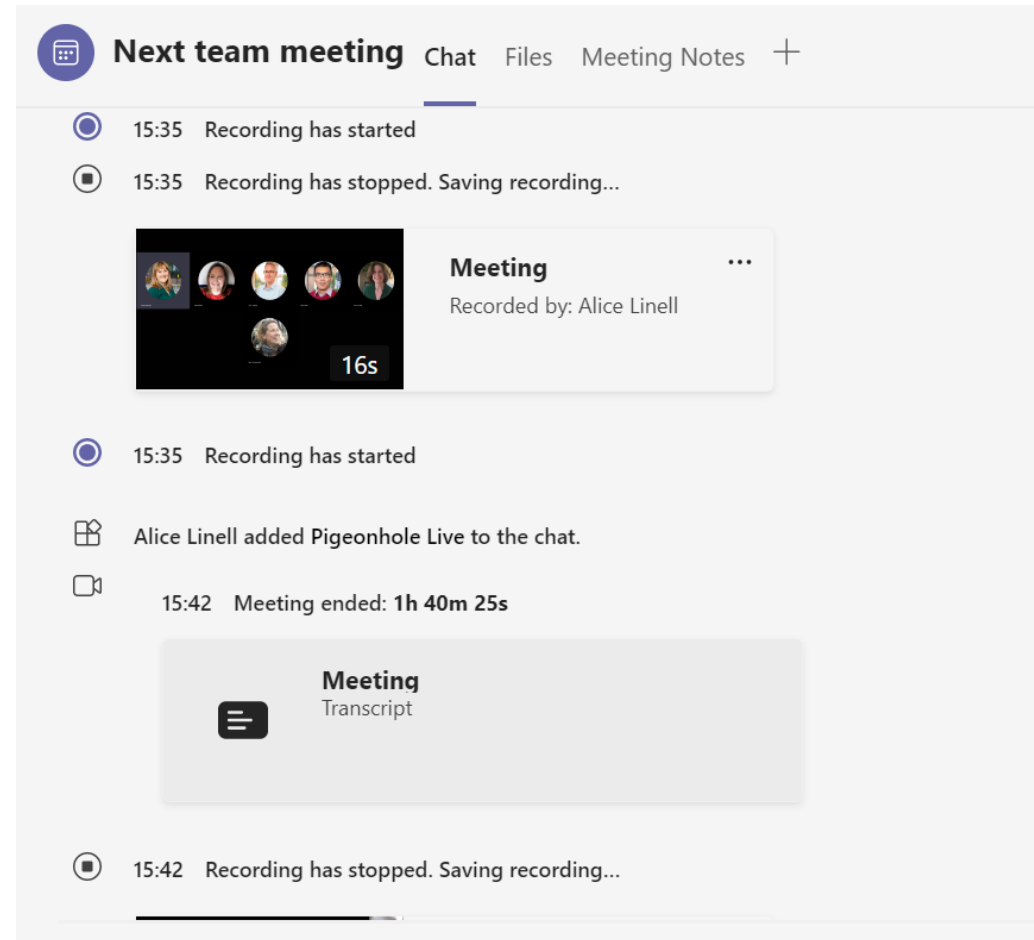 Next team meeting Chat Files Meeting Notes
15:35 Recording has started
15:35 Recording has stopped. Saving recording...
Meeting
Recorded by: Alice Linell
16s
15:35 Recording has started
Alice Linell added Pigeonhole Live to the chat.
15:42 Meeting ended: 1h 40m 25s
Meeting
Transcript
15:42 Recording has stopped. Saving recording...